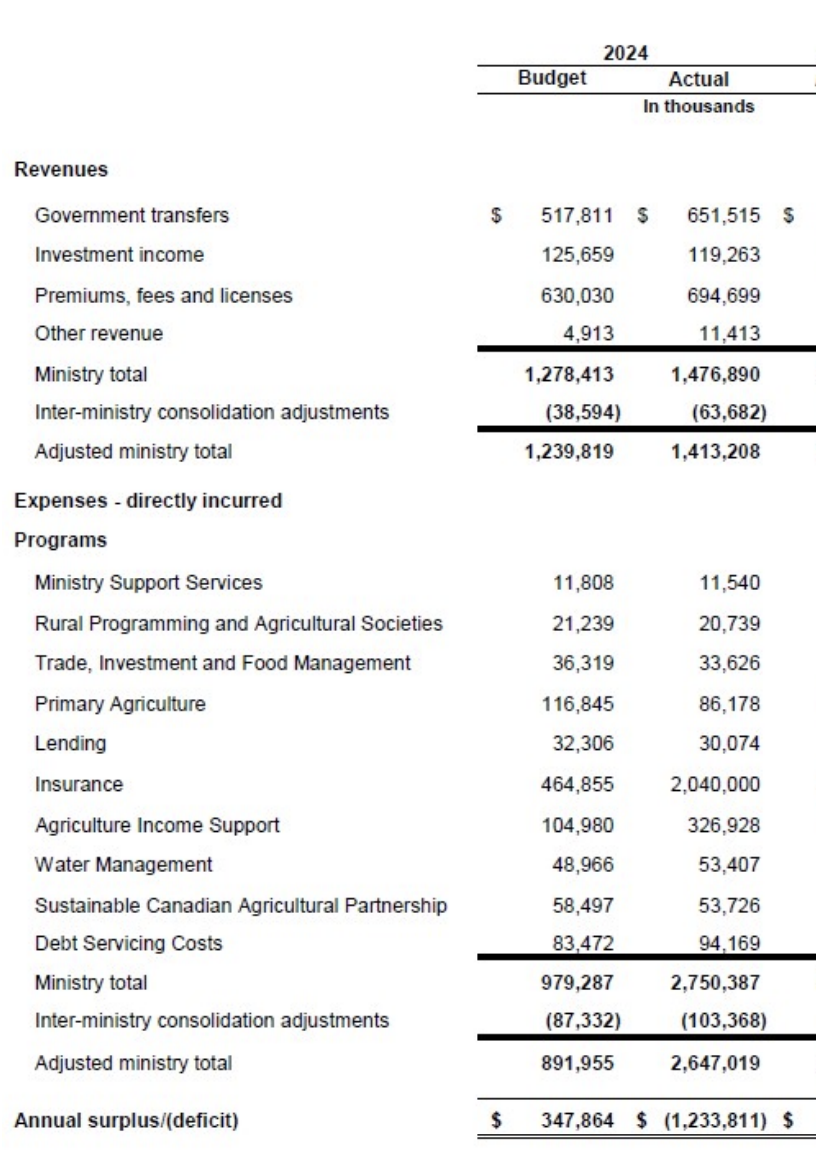 2024
Budget Actual
In thousands
Revenues
Government transfers $ 517,811 $ 651,515 $
Investment income 125,659 119,263
Premiums, fees and licenses 630,030 694,699
Other revenue 4,913 11,413
Ministry total 1,278,413 1,476,890
Inter-ministry consolidation adjustments (38,594) (63,682)
Adjusted ministry total 1,239,819 1,413,208
Expenses - directly incurred
Programs
Ministry Support Services 11,808 11,540
Rural Programming and Agricultural Societies 21,239 20,739
Trade, Investment and Food Management 36,319 33,626
Primary Agriculture 116,845 86,178
Lending 32,306 30,074
Insurance 464,855 2,040,000
Agriculture Income Support 104,980 326,928
Water Management 48,966 53,407
Sustainable Canadian Agricultural Partnership 58,497 53,726
Debt Servicing Costs 83,472 94,169
Ministry total 979,287 2,750,387
Inter-ministry consolidation adjustments (87,332) (103,368)
Adjusted ministry total 891,955 2,647,019
Annual surplus/(deficit) $ 347,864 $ (1,233,811) $